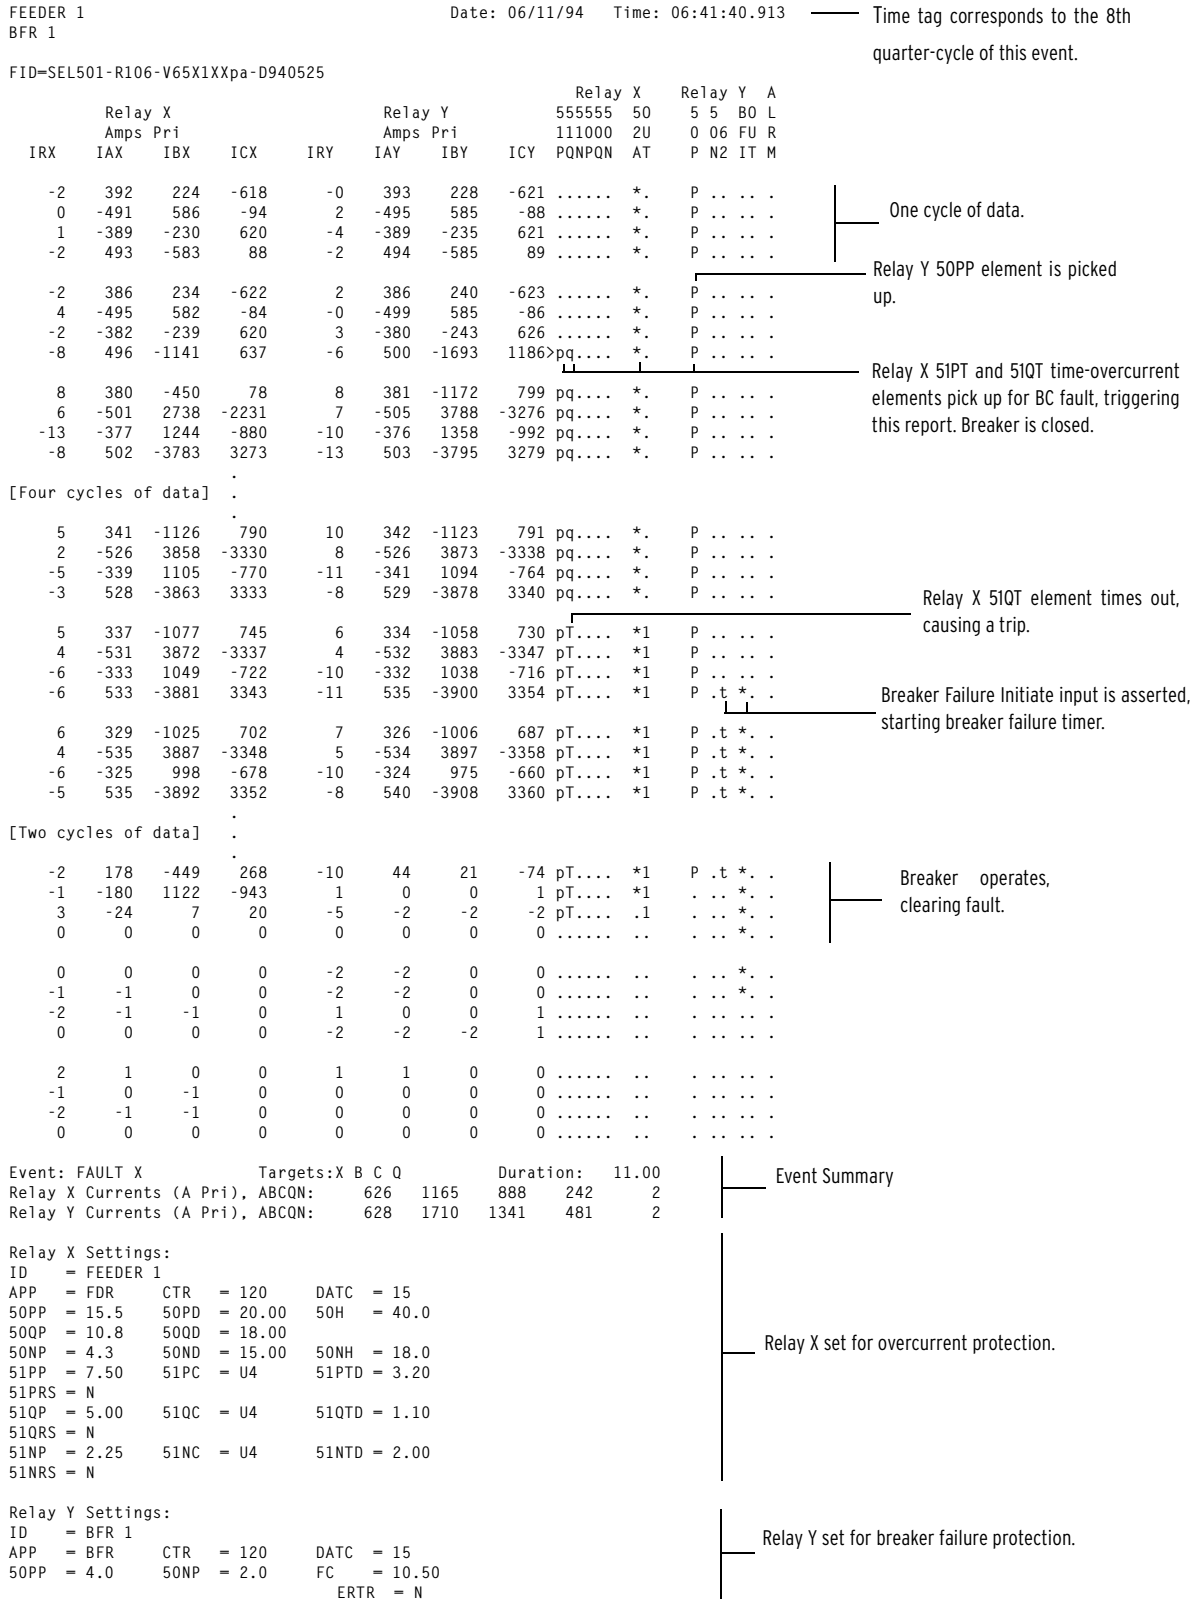 FEEDER 1 Date: 06/11/94 Time: 06:41:40.913 Time tag corresponds to the 8th
BFR 1
quarter-cycle of this event.
FID=SEL501-R106-V65X1XXpa-D940525
Relay X Relay Y A
Relay X Relay Y 555555 50 5 5 BO L
Amps Pri Amps Pri 111000 2U 0 06 FU R
IRX IAX IBX ICX IRY IAY IBY ICY PQNPQN AT P N2 IT M
-2 392 224 -618 -0 393 228 -621 ...... *. P .. .. .
0 -491 586 -94 2 -495 585 -88 ...... *. P .. .. .
One cycle of data.
1 -389 -230 620 -4 -389 -235 621 ...... *. P .. .. .
-2 493 -583 88 -2 494 -585 89 ...... *. P .. .. .
Relay Y 50PP element is picked
up.
-2 386 234 -622 2 386 240 -623 ...... *. P .. .. .
4 -495 582 -84 -0 -499 585 -86 ...... *. P .. .. .
-2 -382 -239 620 3 -380 -243 626 ...... *. P .. .. .
-8 496 -1141 637 -6 500 -1693 1186>pq.... *. P .. .. .
Relay X 51PT and 51QT time-overcurrent
elements pick up for BC fault, triggering
this report. Breaker is closed.
8 380 -450 78 8 381 -1172 799 pq.... *. P .. .. .
6 -501 2738 -2231 7 -505 3788 -3276 pq.... *. P .. .. .
-13 -377 1244 -880 -10 -376 1358 -992 pq.... *. P .. .. .
-8 502 -3783 3273 -13 503 -3795 3279 pq.... *. P .. .. .
.
[Four cycles of data] .
.
5 341 -1126 790 10 342 -1123 791 pq.... *. P .. .. .
2 -526 3858 -3330 8 -526 3873 -3338 pq.... *. P .. .. .
-5 -339 1105 -770 -11 -341 1094 -764 pq.... *. P .. .. .
-3 528 -3863 3333 -8 529 -3878 3340 pq.... *. P .. .. .
Relay X 51QT element times out,
causing a trip.
5 337 -1077 745 6 334 -1058 730 pT.... *1 P .. .. .
4 -531 3872 -3337 4 -532 3883 -3347 pT.... *1 P .. .. .
-6 -333 1049 -722 -10 -332 1038 -716 pT.... *1 P .. .. .
-6 533 -3881 3343 -11 535 -3900 3354 pT.... *1 P .t *. .
Breaker Failure Initiate input is asserted,
starting breaker failure timer.
6 329 -1025 702 7 326 -1006 687 pT.... *1 P .t *. .
4 -535 3887 -3348 5 -534 3897 -3358 pT.... *1 P .t *. .
-6 -325 998 -678 -10 -324 975 -660 pT.... *1 P .t *. .
-5 535 -3892 3352 -8 540 -3908 3360 pT.... *1 P .t *. .
.
[Two cycles of data] .
.
-2 178 -449 268 -10 44 21 -74 pT.... *1 P .t *. .
-1 -180 1122 -943 1 0 0 1 pT.... *1 . .. *. .
3 -24 7 20 -5 -2 -2 -2 pT.... .1 . .. *. .
0 0 0 0 0 0 0 0 ...... .. . .. *. .
Breaker operates,
clearing fault.
0 0 0 0 -2 -2 0 0 ...... .. . .. *. .
-1 -1 0 0 -2 -2 0 0 ...... .. . .. *. .
-2 -1 -1 0 1 0 0 1 ...... .. . .. .. .
0 0 0 0 -2 -2 -2 1 ...... .. . .. .. .
2 1 0 0 1 1 0 0 ...... .. . .. .. .
-1 0 -1 0 0 0 0 0 ...... .. . .. .. .
-2 -1 -1 0 0 0 0 0 ...... .. . .. .. .
0 0 0 0 0 0 0 0 ...... .. . .. .. .
Event: FAULT X Targets:X B C Q Duration: 11.00
Relay X Currents (A Pri), ABCQN: 626 1165 888 242 2
Relay Y Currents (A Pri), ABCQN: 628 1710 1341 481 2
Event Summary
Relay X Settings:
ID = FEEDER 1
APP = FDR CTR = 120 DATC = 15
50PP = 15.5 50PD = 20.00 50H = 40.0
50QP = 10.8 50QD = 18.00
50NP = 4.3 50ND = 15.00 50NH = 18.0
Relay X set for overcurrent protection.
51PP = 7.50 51PC = U4 51PTD = 3.20
51PRS = N
51QP = 5.00 51QC = U4 51QTD = 1.10
51QRS = N
51NP = 2.25 51NC = U4 51NTD = 2.00
51NRS = N
Relay Y Settings:
ID = BFR 1
Relay Y set for breaker failure protection.
APP = BFR CTR = 120 DATC = 15
50PP = 4.0 50NP = 2.0 FC = 10.50
ERTR = N